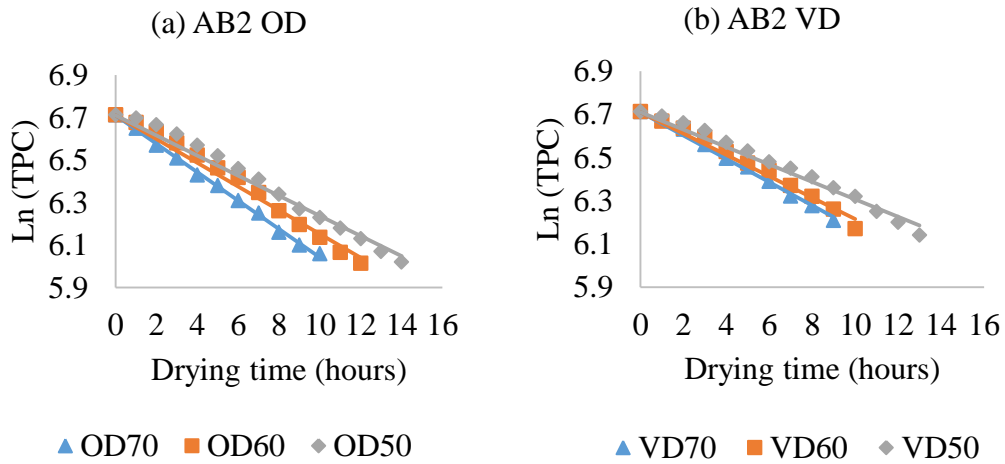 (a) AB2 OD
6.9
6.7
6.5
6.3
6.1
5.9
Ln (TPC)
0 2 4 6 8 10 12 14 16
Drying time (hours)
OD70 OD60 OD50
(b) AB2 VD
6.9
6.7
6.5
6.3
6.1
5.9
Ln (TPC)
0 2 4 6 8 10 12 14 16
Drying time (hours)
VD70 VD60 VD50